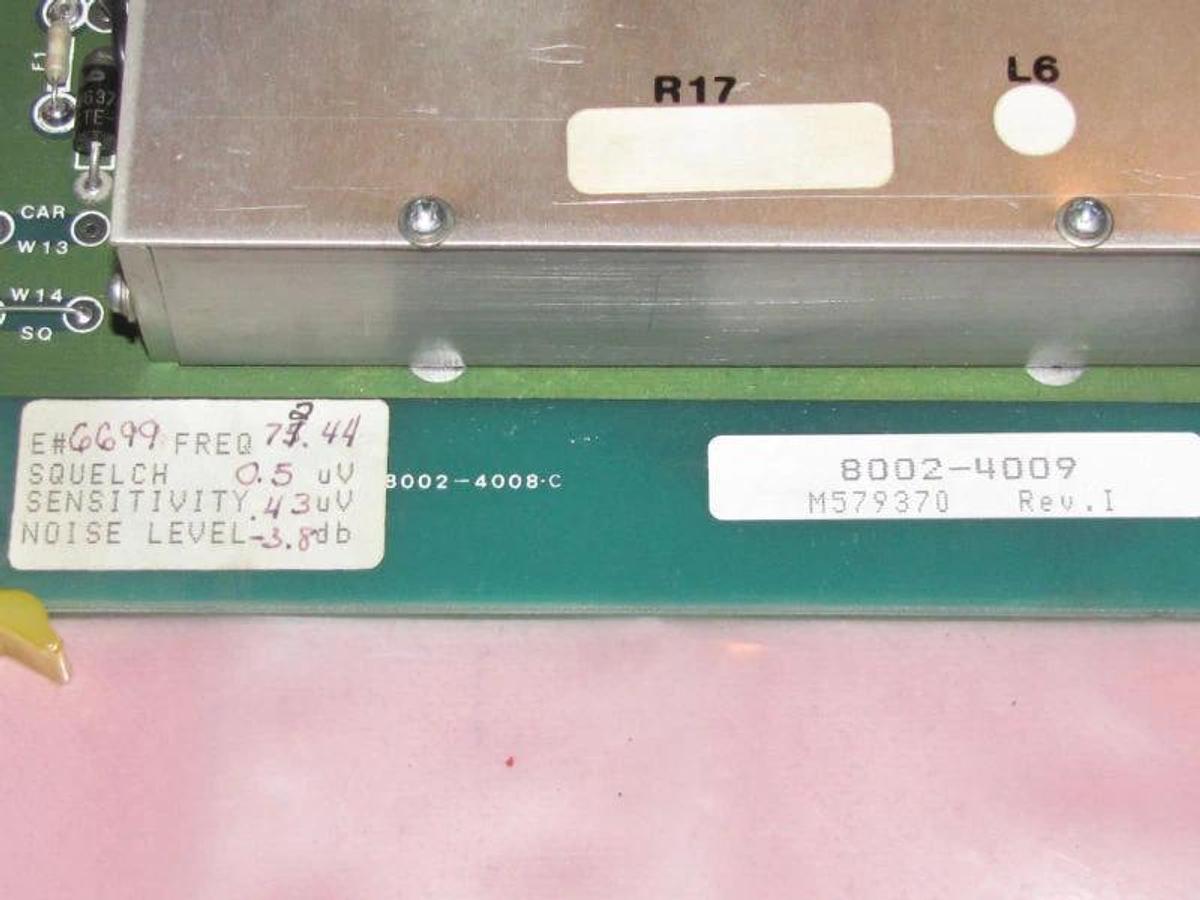 R17
L6
F1
CAR
W13
W14
SQ
E#6699 FREQ .44
SQUELCH 0.5 uV
SENSITIVITY .43uV
NOISE LEVEL-3.8db
8002-4008-C
8002-4009
M579370 Rev.I